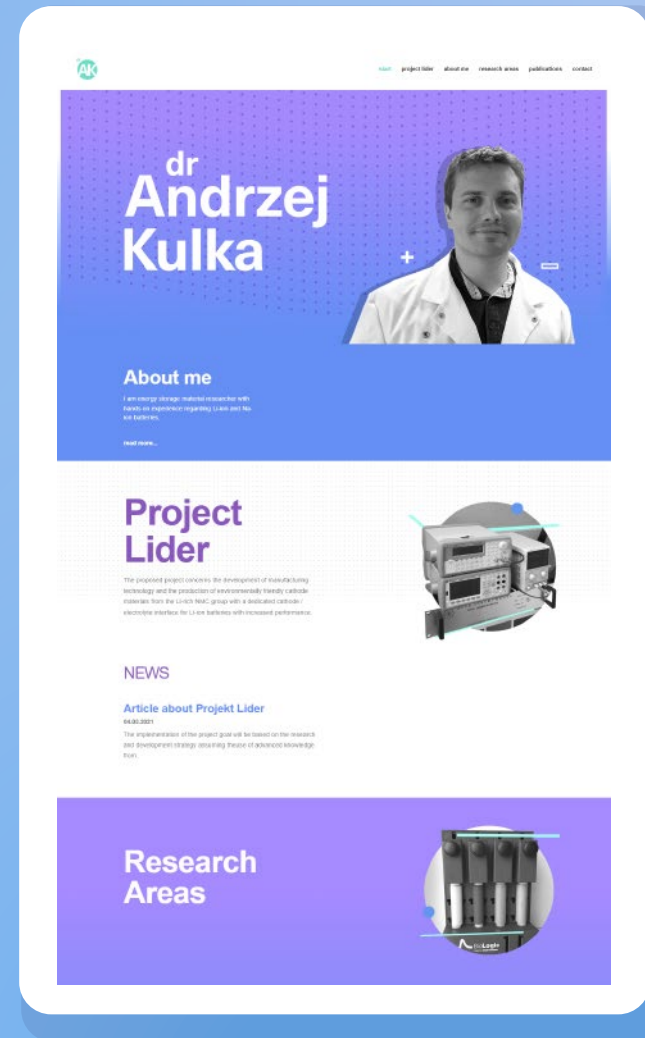 AK
start project lider about me research areas publications contact
dr
Andrzej
Kulka
About me
I am energy storage material researcher with
hands on experience regarding Li-ion and Na-
ion batteries.
read more...
Project
Lider
The proposed project concerns the development of manufacturing
technology and the production of environmentally friendly cathode
materials from the Li-rich NMC group with a dedicated cathode /
electrolyte interface for Li-ion batteries with increased performance.
NEWS
Article about Projekt Lider
04.05.2021
The implementation of the project goal will be based on the research
and development strategy assuming theuse of advanced knowledge
from.
Research
Areas
BioLogic